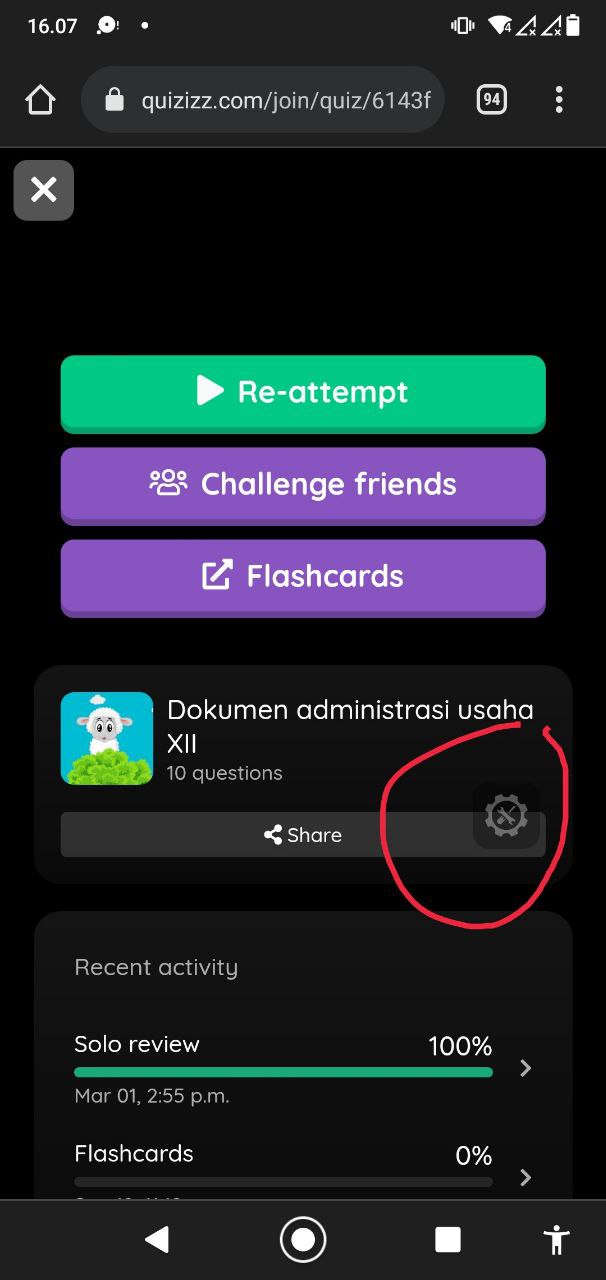 16.07
4
quizizz.com/join/quiz/6143f
94
Re-attempt
Challenge friends
Flashcards
Dokumen administrasi usaha
XII
10 questions
Share
Recent activity
Solo review 100%
Mar 01, 2:55 p.m.
Flashcards 0%